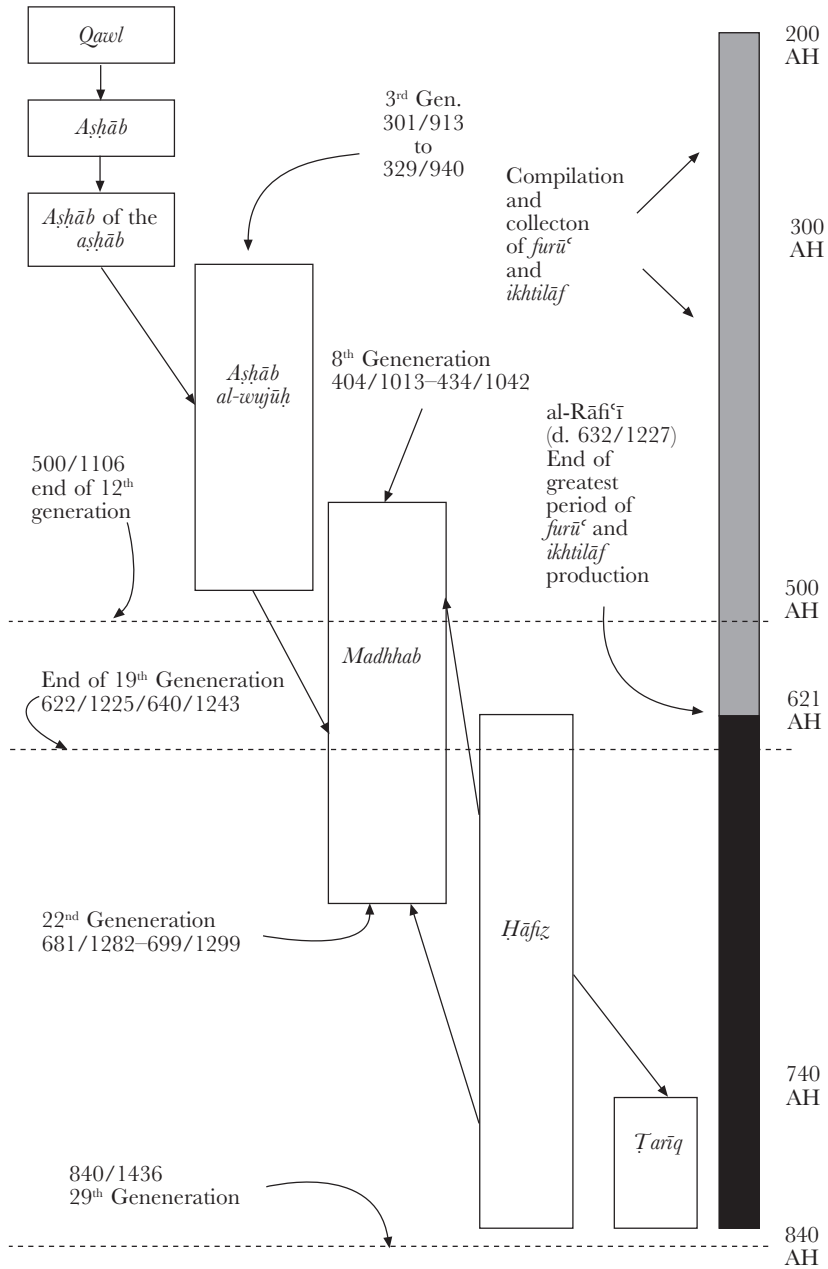 Qawl
Aṣḥāb
Aṣḥāb of the
aṣḥāb
3rd Gen.
301/913
to
329/940
Compilation
and
collecton
of furūʿ
and
ikhtilāf
200
AH
300
AH
Aṣḥāb
al-wujūḥ
8th Geneneration
404/1013–434/1042
500/1106
end of 12th
generation
al-Rāfiʿī
(d. 632/1227)
End of
greatest
period of
furūʿ and
ikhtilāf
production
500
AH
Madhhab
End of 19th Geneneration
622/1225/640/1243
621
AH
22nd Geneneration
681/1282–699/1299
Ḥāfiẓ
740
AH
Ṭarīq
840/1436
29th Geneneration
840
AH